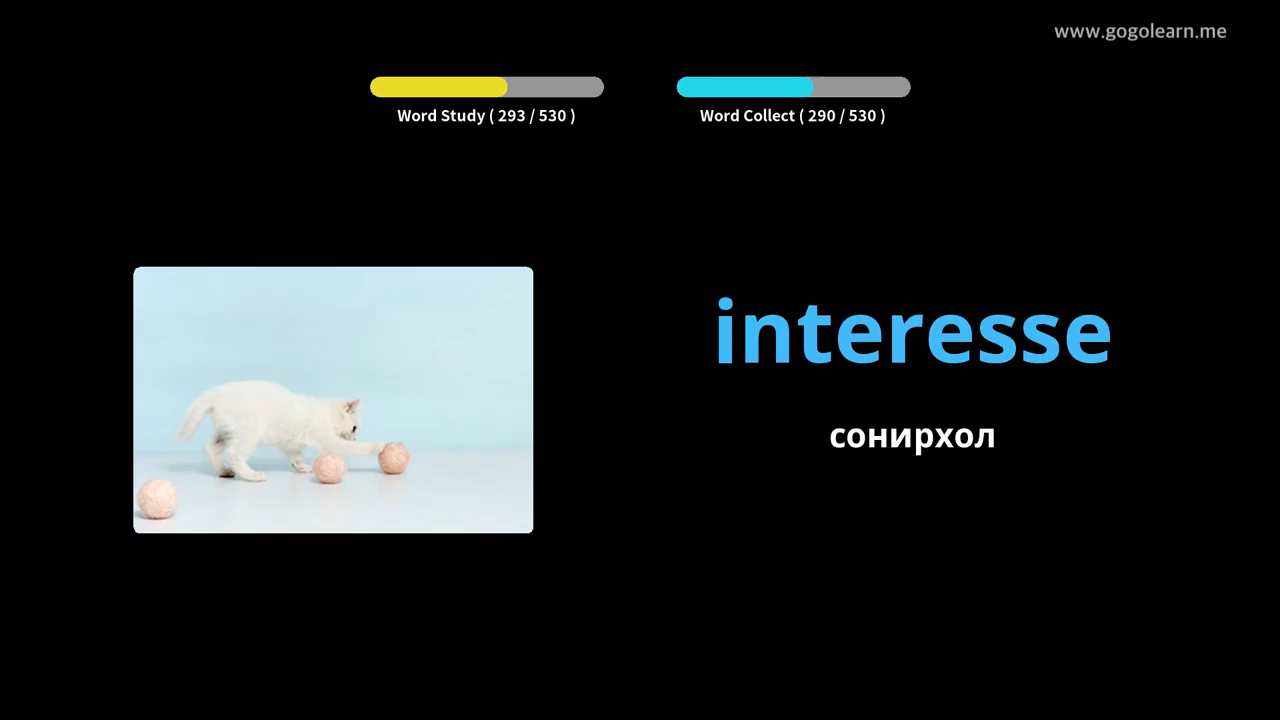 www.gogolearn.me
Word Study ( 293 / 530 )
Word Collect ( 290 / 530 )
interesse
сонирхол